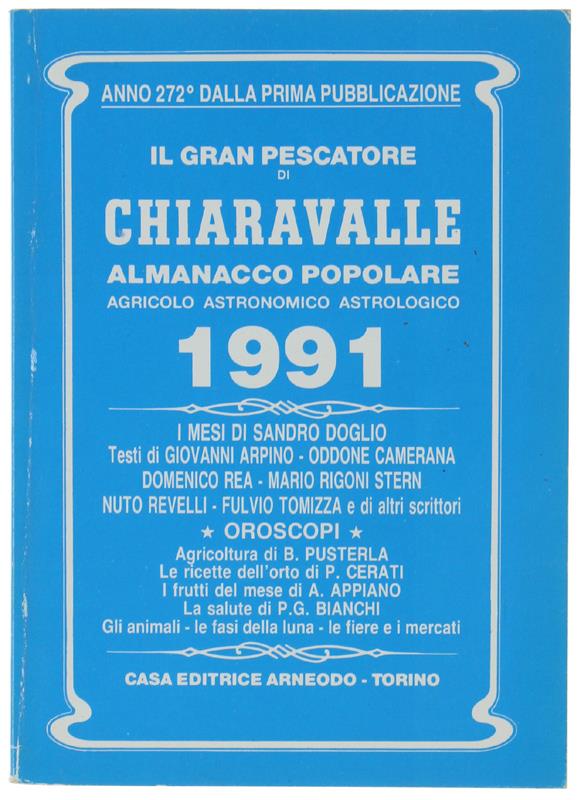 ANNO 272° DALLA PRIMA PUBBLICAZIONE
IL GRAN PESCATORE
DI
CHIARAVALLE
ALMANACCO POPOLARE
AGRICOLO ASTRONOMICO ASTROLOGICO
1991
I MESI DI SANDRO DOGLIO
Testi di GIOVANNI ARPINO - ODDONE CAMERANA
DOMENICO REA - MARIO RIGONI STERN
NUTO REVELLI - FULVIO TOMIZZA e di altri scrittori
★ OROSCOPI ★
Agricoltura di B. PUSTERLA
Le ricette dell'orto di P. CERATI
I frutti del mese di A. APPIANO
La salute di P.G. BIANCHI
Gli animali - le fasi della luna - le fiere e i mercati
CASA EDITRICE ARNEODO - TORINO